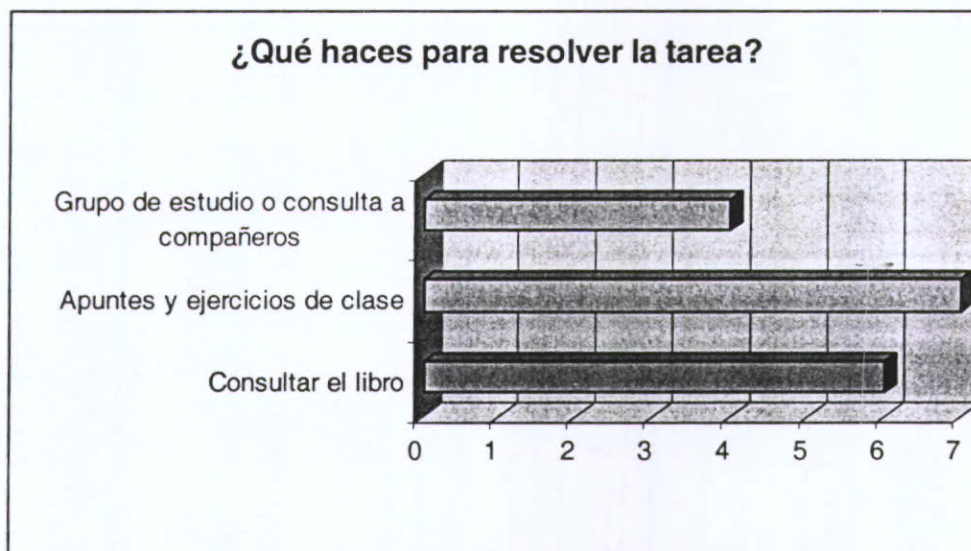 ¿Qué haces para resolver la tarea?
Grupo de estudio o consulta a
compañeros
Apuntes y ejercicios de clase
Consultar el libro
0 1 2 3 4 5 6 7